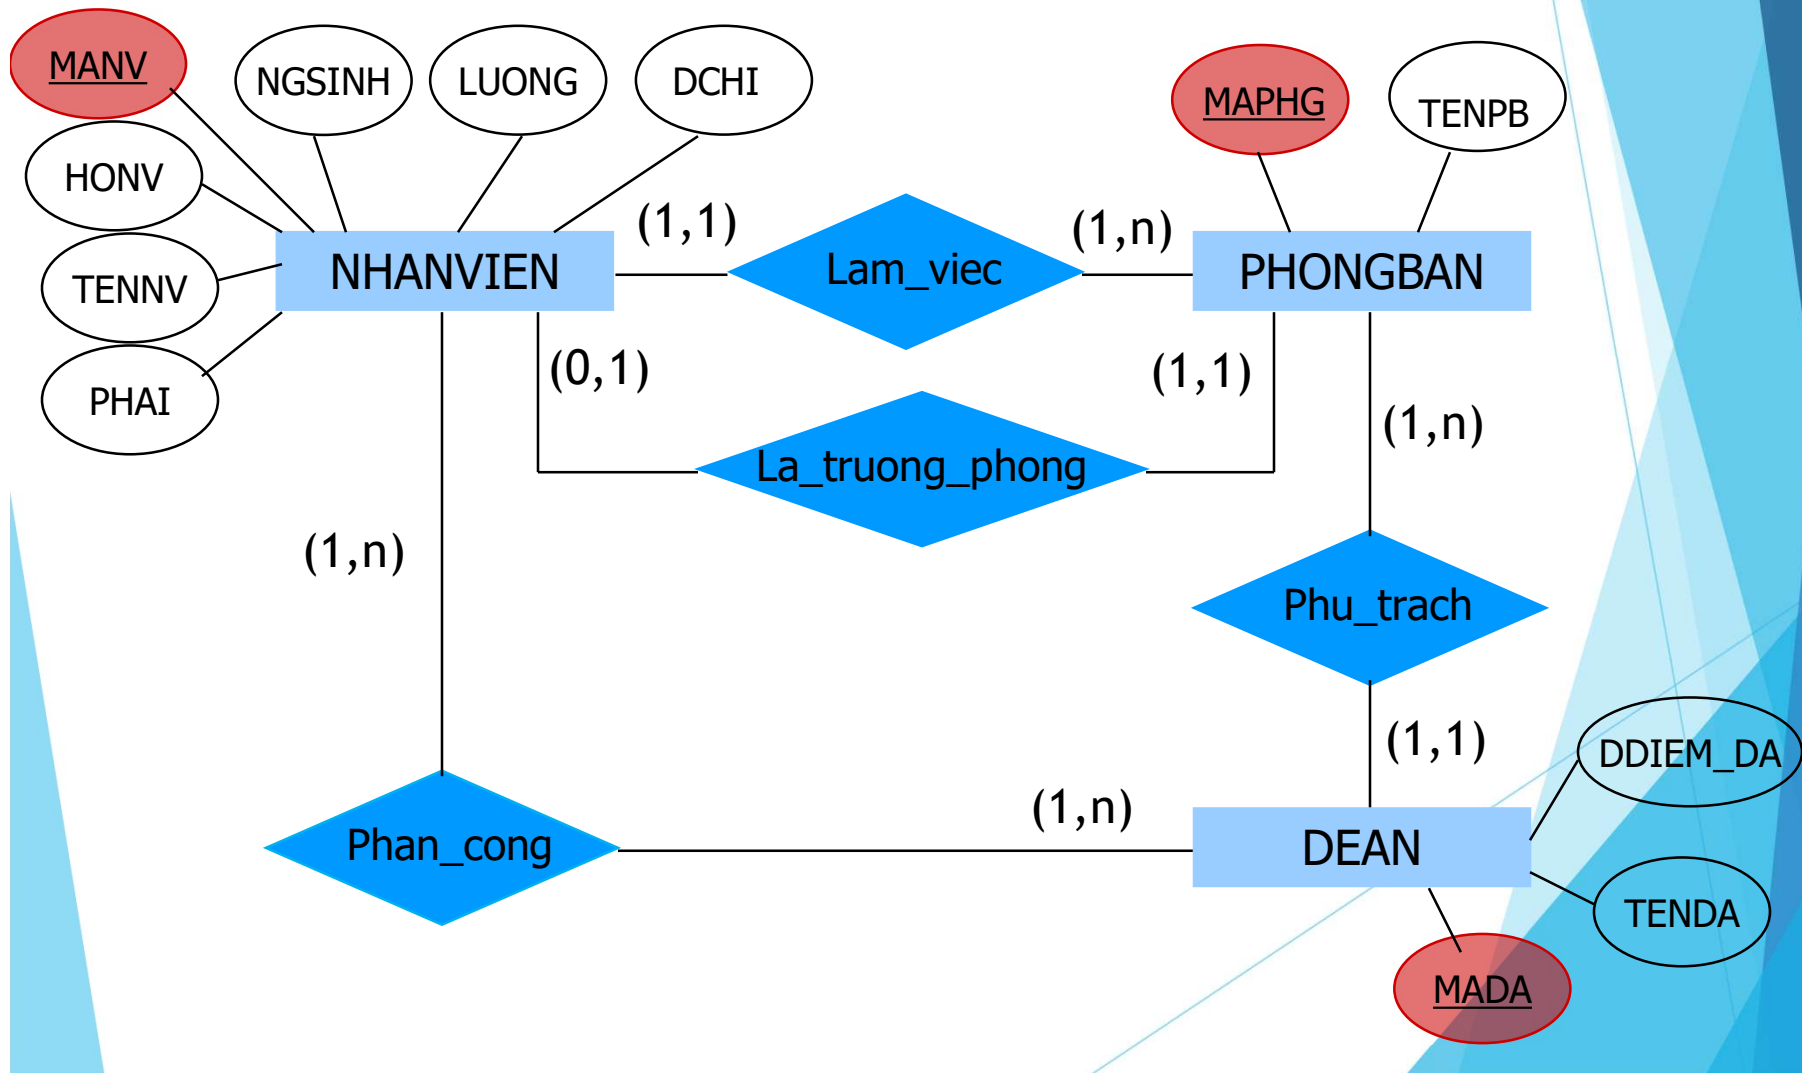 MANV
NGSINH
LUONG
DCHI
MAPHG
TENPB
HONV
TENNV
PHAI
NHANVIEN
(1,1)
Lam_viec
(1,n)
PHONGBAN
(0,1)
(1,1)
La_truong_phong
(1,n)
(1,n)
Phu_trach
(1,1)
DDIEM_DA
(1,n)
Phan_cong
DEAN
TENDA
MADA